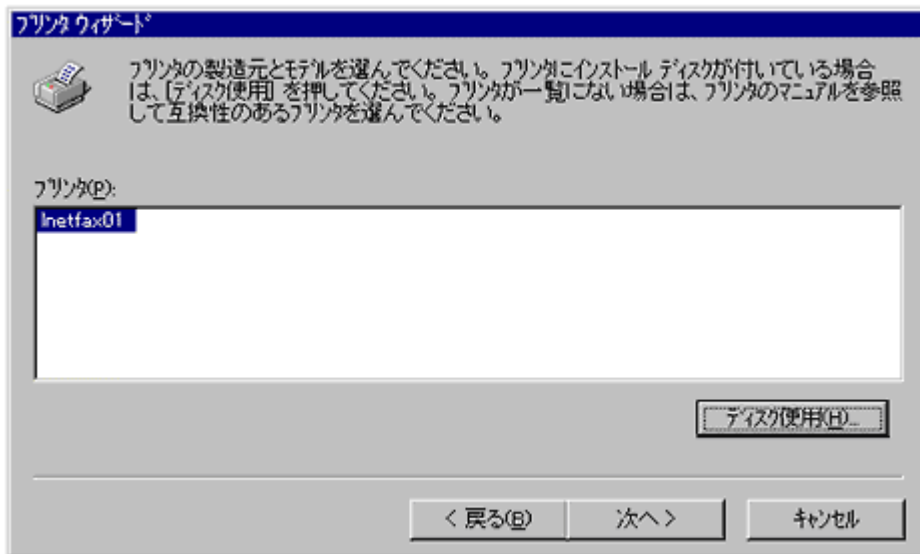 プリンタ ウィザード
プリンタの製造元とモデルを選んでください。プリンタにインストール ディスクが付いている場合
は、[ディスク使用] を押してください。プリンタが一覧にない場合は、プリンタのマニュアルを参照
して互換性のあるプリンタを選んでください。
プリンタ(P):
Inetfax01
ディスク使用(H)...
< 戻る(B)
次へ >
キャンセル